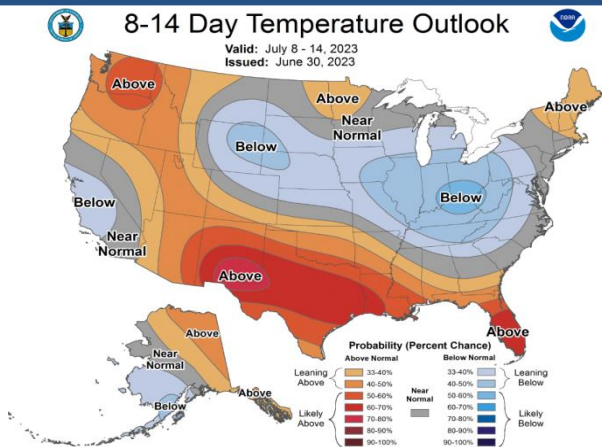 8-14 Day Temperature Outlook
NOAA
Valid: July 8 - 14, 2023
Issued: June 30, 2023
Above
Above
Near
Normal
Above
Below
Below
Near
Normal
Below
Above
Above
Above
Near
Normal
Below
Above
Probability (Percent Chance)
Above Normal
Below Normal
Leaning
Above
33-40%
40-50%
Likely
Above
50-60%
60-70%
70-80%
80-90%
90-100%
Near
Normal
33-40%
40-50%
Leaning
Below
50-60%
60-70%
70-80%
80-90%
90-100%
Likely
Below